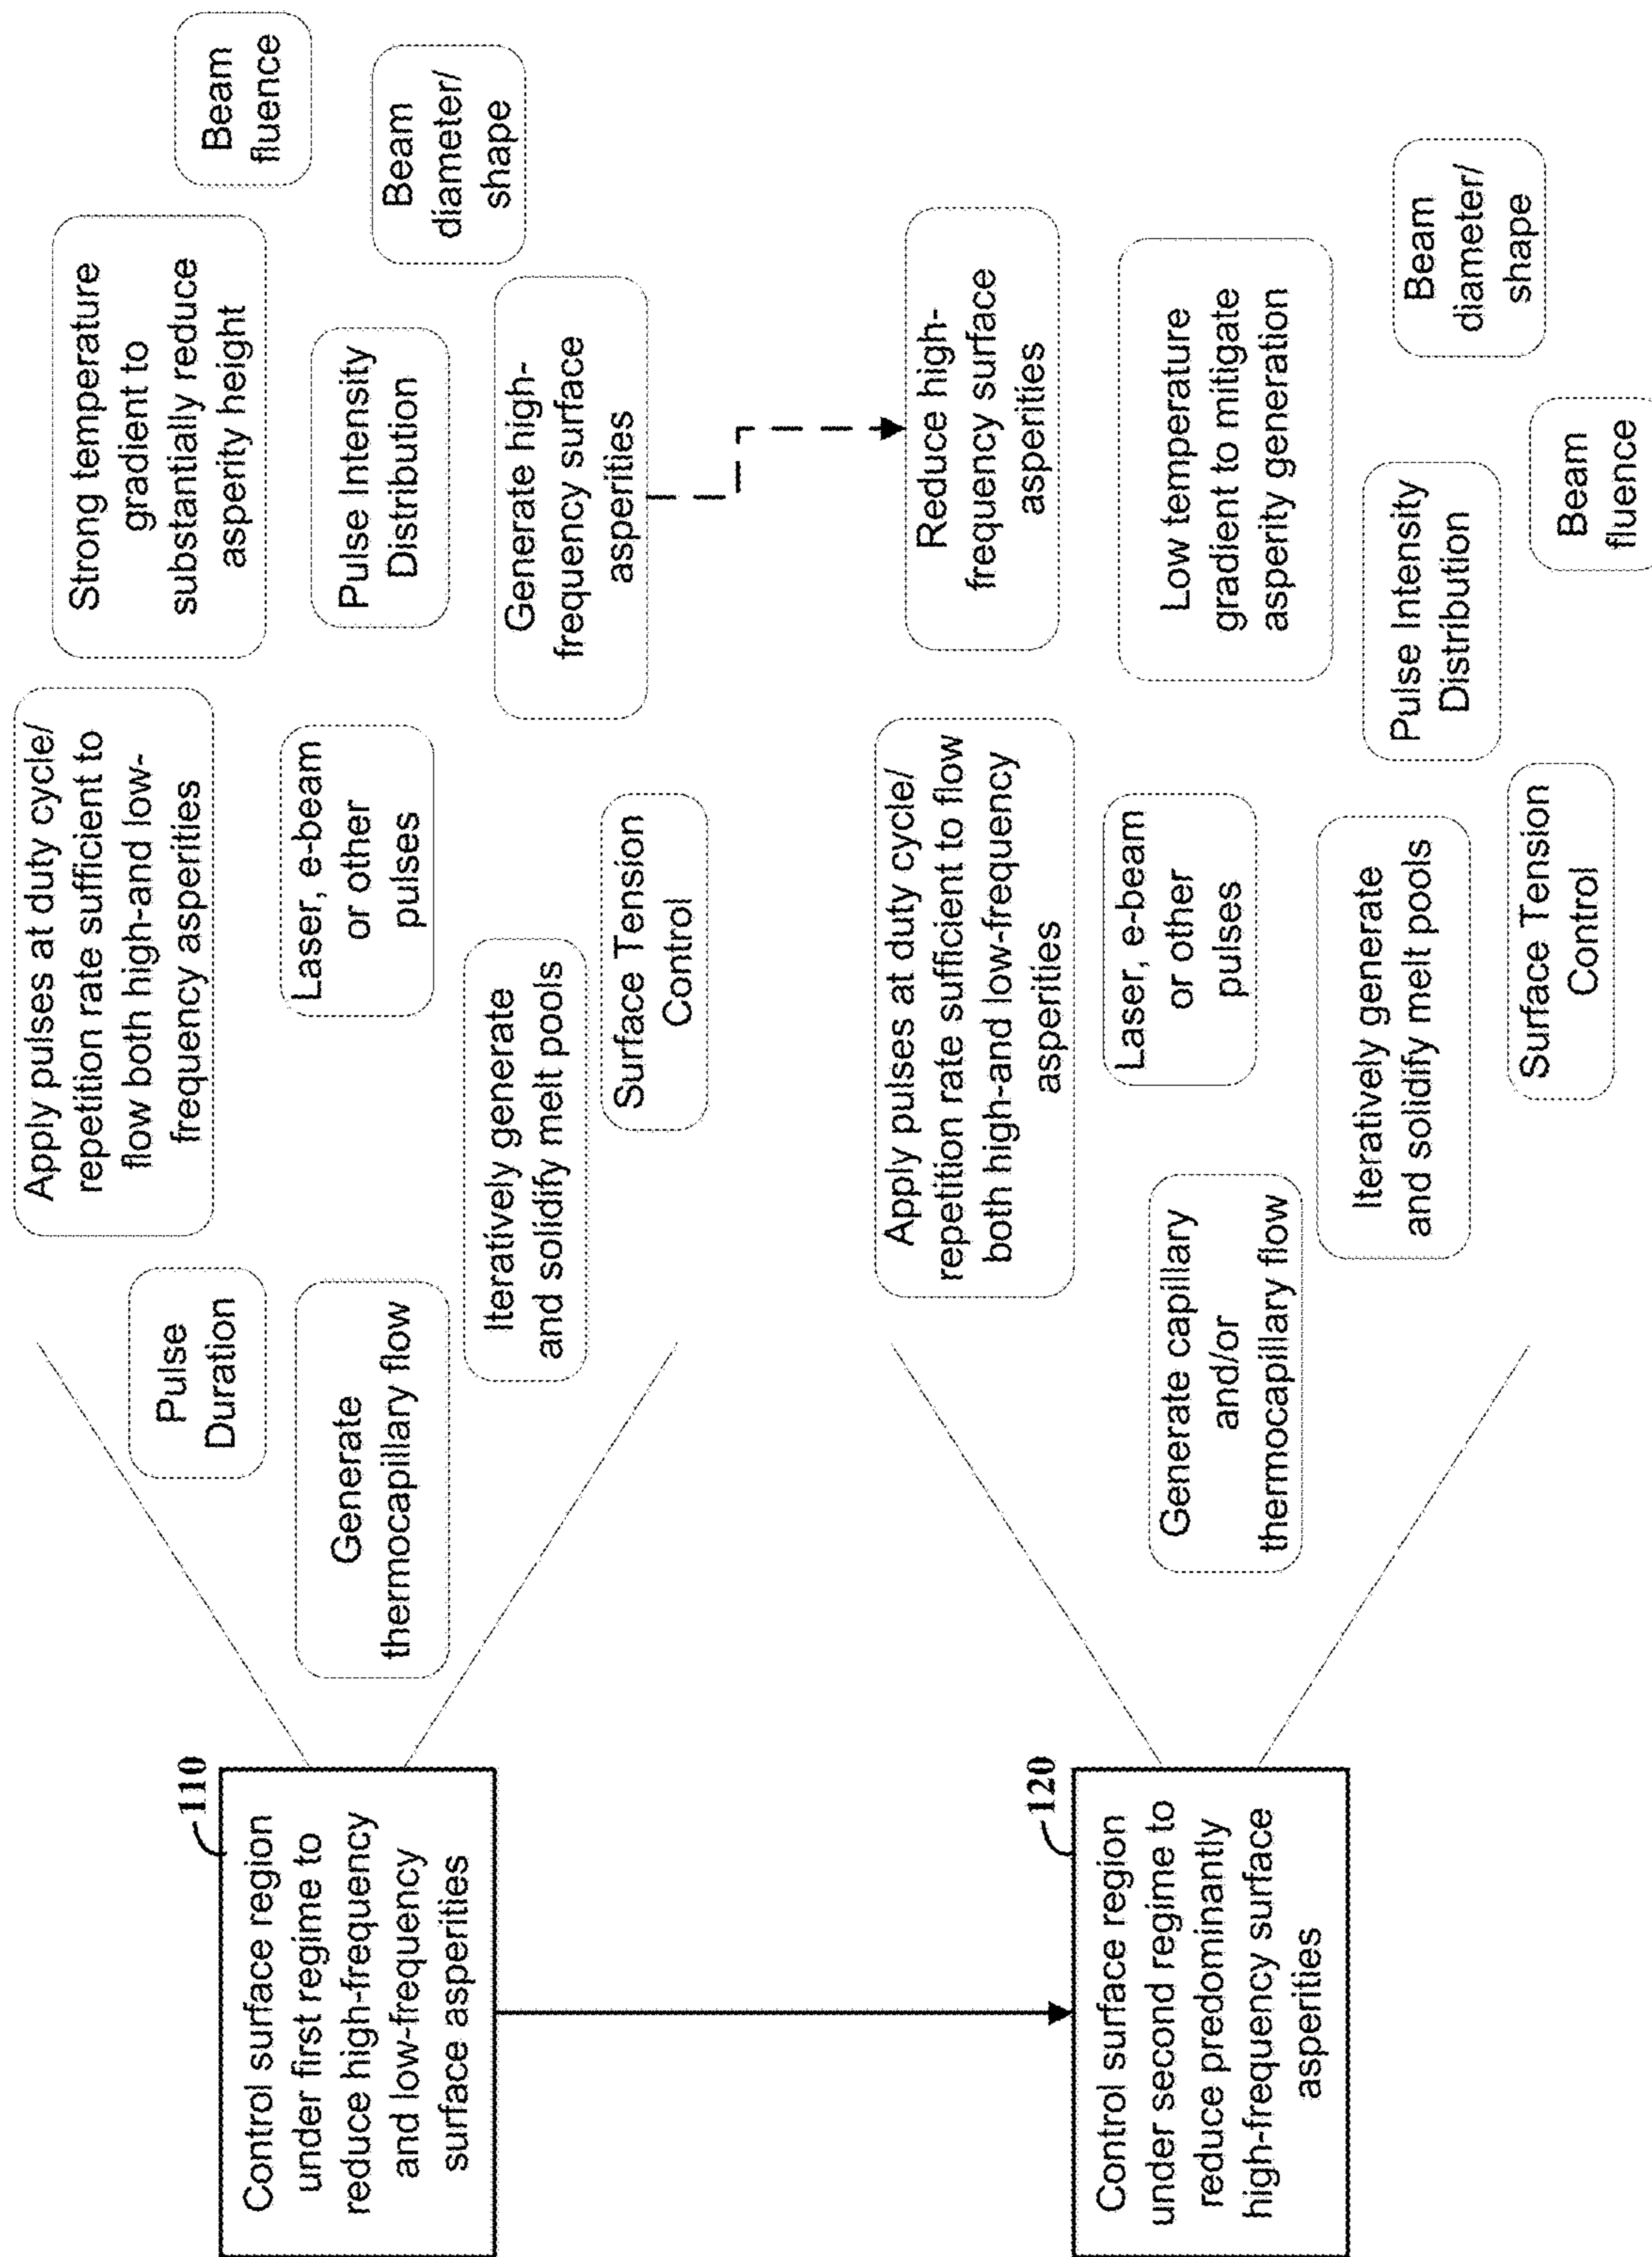 110
Control surface region
under first regime to
reduce high-frequency
and low-frequency
surface asperities
Pulse
Duration
Generate
thermocapillary flow
Apply pulses at duty cycle/
repetition rate sufficient to
flow both high-and low-
frequency asperities
Laser, e-beam
or other
pulses
Iteratively generate
and solidify melt pools
Surface Tension
Control
Strong temperature
gradient to
substantially reduce
asperity height
Pulse Intensity
Distribution
Generate high-
frequency surface
asperities
Beam
fluence
Beam
diameter/
shape
120
Control surface region
under second regime to
reduce predominantly
high-frequency surface
asperities
Generate capillary
and/or
thermocapillary flow
Apply pulses at duty cycle/
repetition rate sufficient to flow
both high-and low-frequency
asperities
Laser, e-beam
or other
pulses
Iteratively generate
and solidify melt pools
Surface Tension
Control
Reduce high-
frequency surface
asperities
Low temperature
gradient to mitigate
asperity generation
Pulse Intensity
Distribution
Beam
fluence
Beam
diameter/
shape